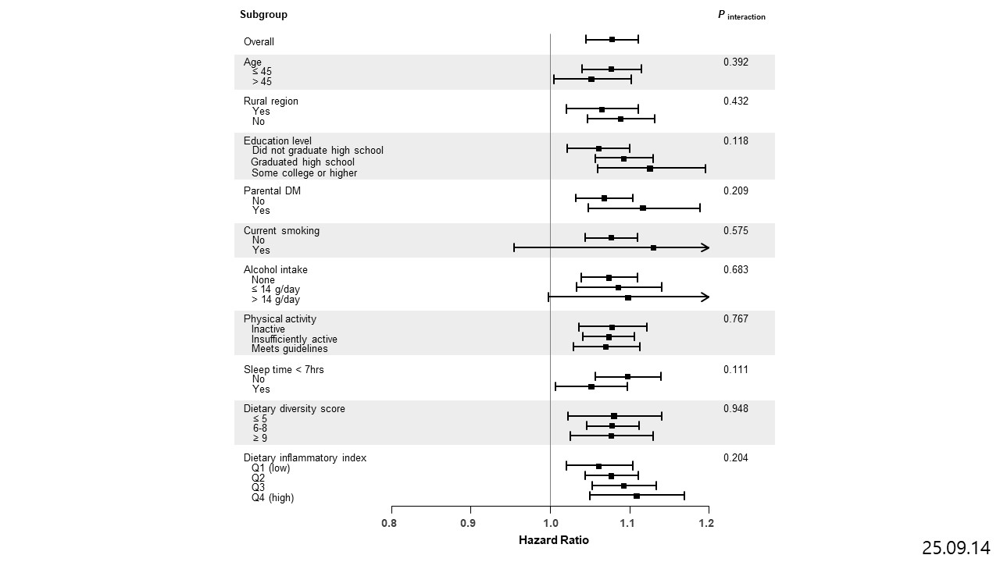 Subgroup P interaction
Overall
Age 0.392
≤ 45
> 45
Rural region 0.432
Yes
No
Education level 0.118
Did not graduate high school
Graduated high school
Some college or higher
Parental DM 0.209
No
Yes
Current smoking 0.575
No
Yes
Alcohol intake 0.683
None
≤ 14 g/day
> 14 g/day
Physical activity 0.767
Inactive
Insufficiently active
Meets guidelines
Sleep time < 7hrs 0.111
No
Yes
Dietary diversity score 0.948
≤ 5
6-8
≥ 9
Dietary inflammatory index 0.204
Q1 (low)
Q2
Q3
Q4 (high)
0.8 0.9 1.0 1.1 1.2
Hazard Ratio
25.09.14